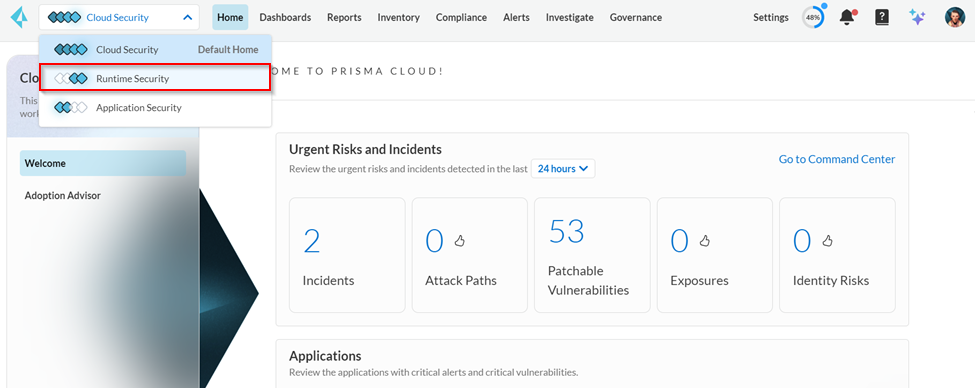 Cloud Security
Home
Dashboards
Reports
Inventory
Compliance
Alerts
Investigate
Governance
Settings
48%
Cloud Security Default Home
Runtime Security
Application Security
Clo
This
work
OME TO PRISMA CLOUD!
Welcome
Adoption Advisor
Urgent Risks and Incidents
Review the urgent risks and incidents detected in the last 24 hours
Go to Command Center
2
Incidents
0
Attack Paths
53
Patchable
Vulnerabilities
0
Exposures
0
Identity Risks
Applications
Review the applications with critical alerts and critical vulnerabilities.